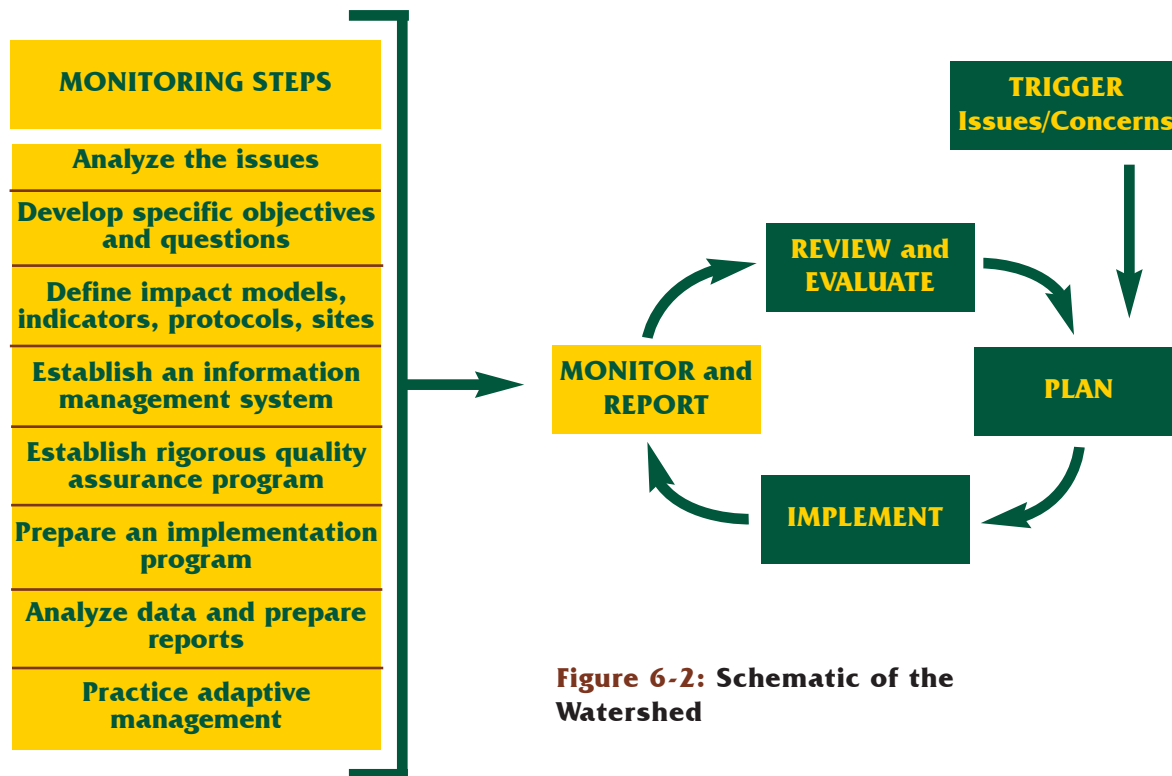 MONITORING STEPS
Analyze the issues
Develop specific objectives
and questions
Define impact models,
indicators, protocols, sites
Establish an information
management system
Establish rigorous quality
assurance program
Prepare an implementation
program
Analyze data and prepare
reports
Practice adaptive
management
TRIGGER
Issues/Concerns
REVIEW and
EVALUATE
MONITOR and
REPORT
PLAN
IMPLEMENT
Figure 6-2: Schematic of the
Watershed